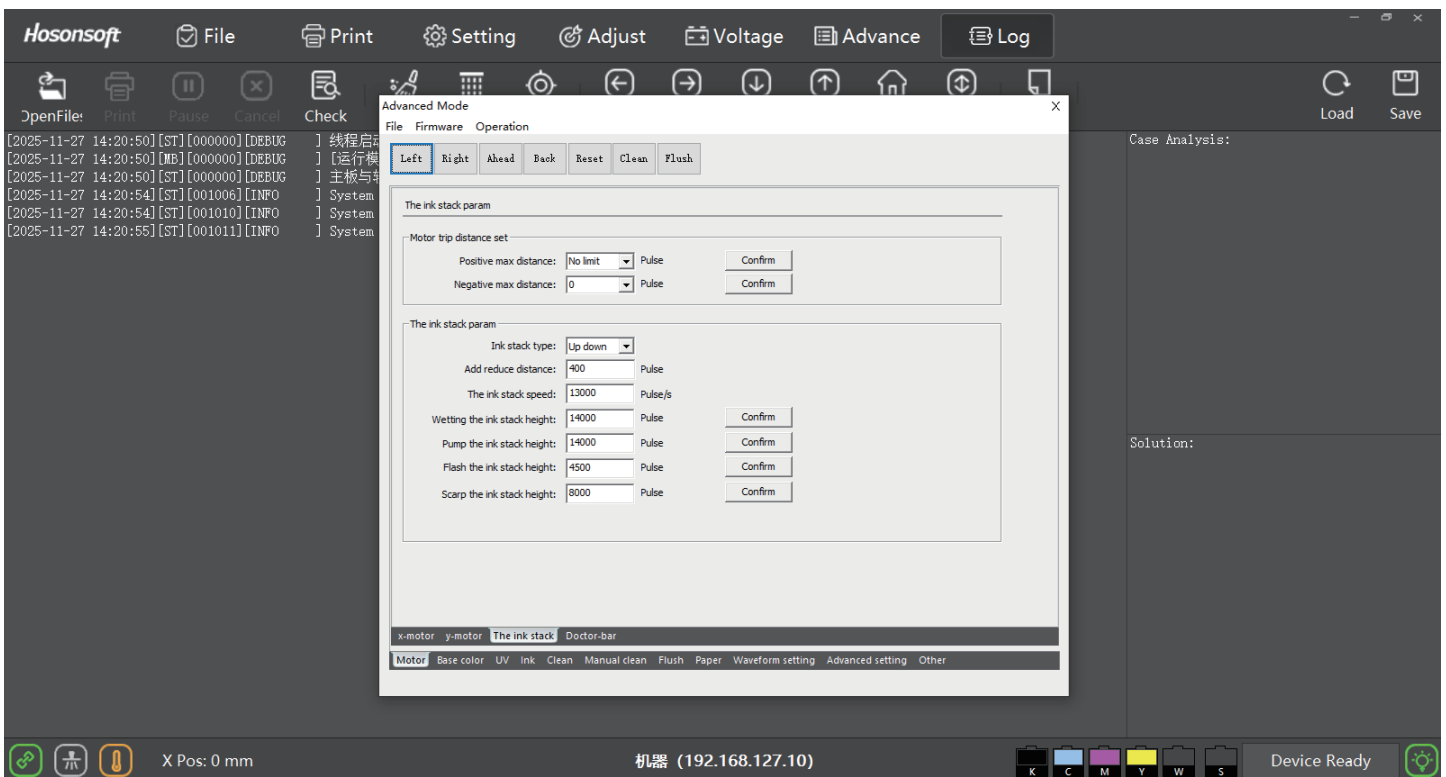 Hosonsoft File Print Setting Adjust Voltage Advance Log
OpenFiles Print Pause Cancel Check Load Save
Advanced Mode X
File Firmware Operation
Left Right Ahead Back Reset Clean Flush
[2025-11-27 14:20:50][ST][000000][DEBUG ] 线程启动
[2025-11-27 14:20:50][MB][000000][DEBUG ] [运行模
[2025-11-27 14:20:50][ST][000000][DEBUG ] 主板与
[2025-11-27 14:20:54][ST][001006][INFO ] System
[2025-11-27 14:20:54][ST][001010][INFO ] System
[2025-11-27 14:20:55][ST][001011][INFO ] System
The ink stack param
Motor trip distance set
Positive max distance: No limit Pulse Confirm
Negative max distance: 0 Pulse Confirm
The ink stack param
Ink stack type: Up down
Add reduce distance: 400 Pulse
The ink stack speed: 13000 Pulse/s
Wetting the ink stack height: 14000 Pulse Confirm
Pump the ink stack height: 14000 Pulse Confirm
Flash the ink stack height: 4500 Pulse Confirm
Scarp the ink stack height: 8000 Pulse Confirm
x-motor y-motor The ink stack Doctor-bar
Motor Base color UV Ink Clean Manual clean Flush Paper Waveform setting Advanced setting Other
Case Analysis:
Solution:
X Pos: 0 mm 机器 (192.168.127.10) K C M Y W S Device Ready